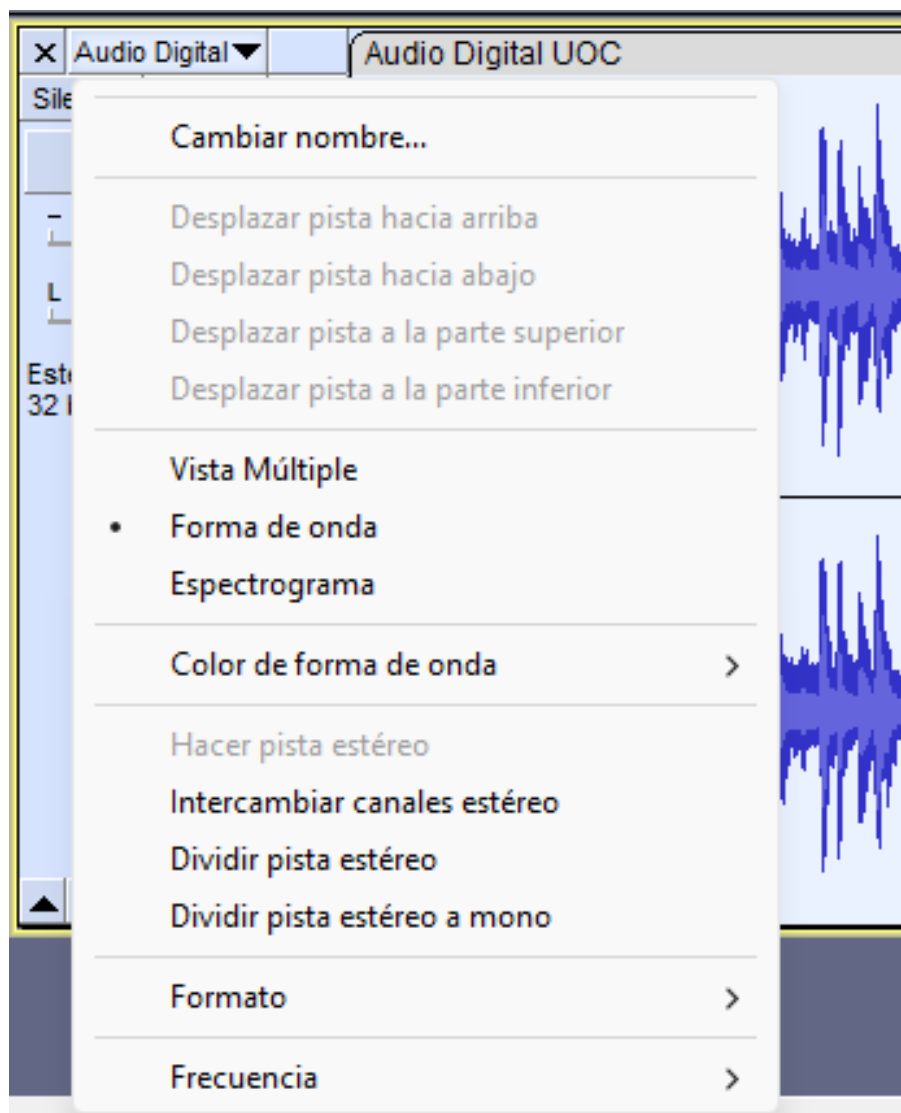 Audio Digital
Audio Digital UOC
Cambiar nombre...
Desplazar pista hacia arriba
Desplazar pista hacia abajo
L
Desplazar pista a la parte superior
Desplazar pista a la parte inferior
32
Vista Múltiple
Forma de onda
Espectrograma
Color de forma de onda
Hacer pista estéreo
Intercambiar canales estéreo
Dividir pista estéreo
Dividir pista estéreo a mono
Formato
Frecuencia